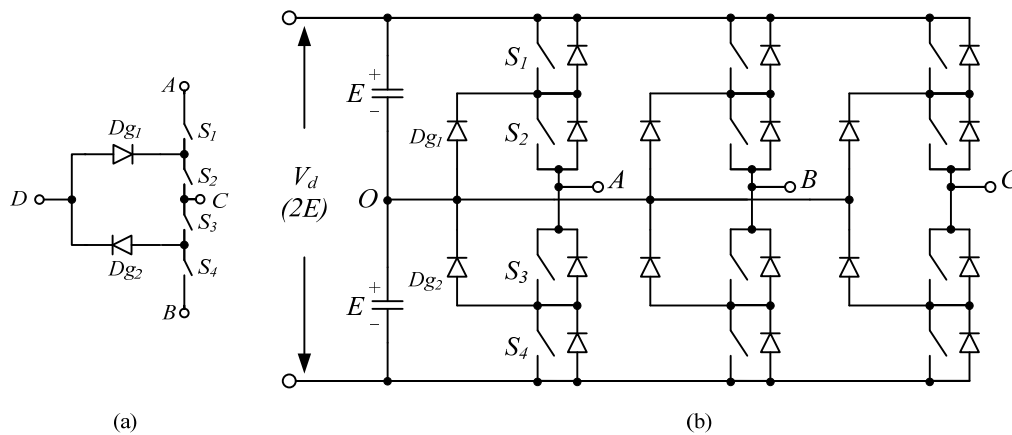 A
Dg1
S1
S2
D
C
S3
Dg2
S4
B
(a)
Vd
(2E)
+
E
−
O
+
E
−
S1
Dg1
S2
A
B
C
Dg2
S3
S4
(b)